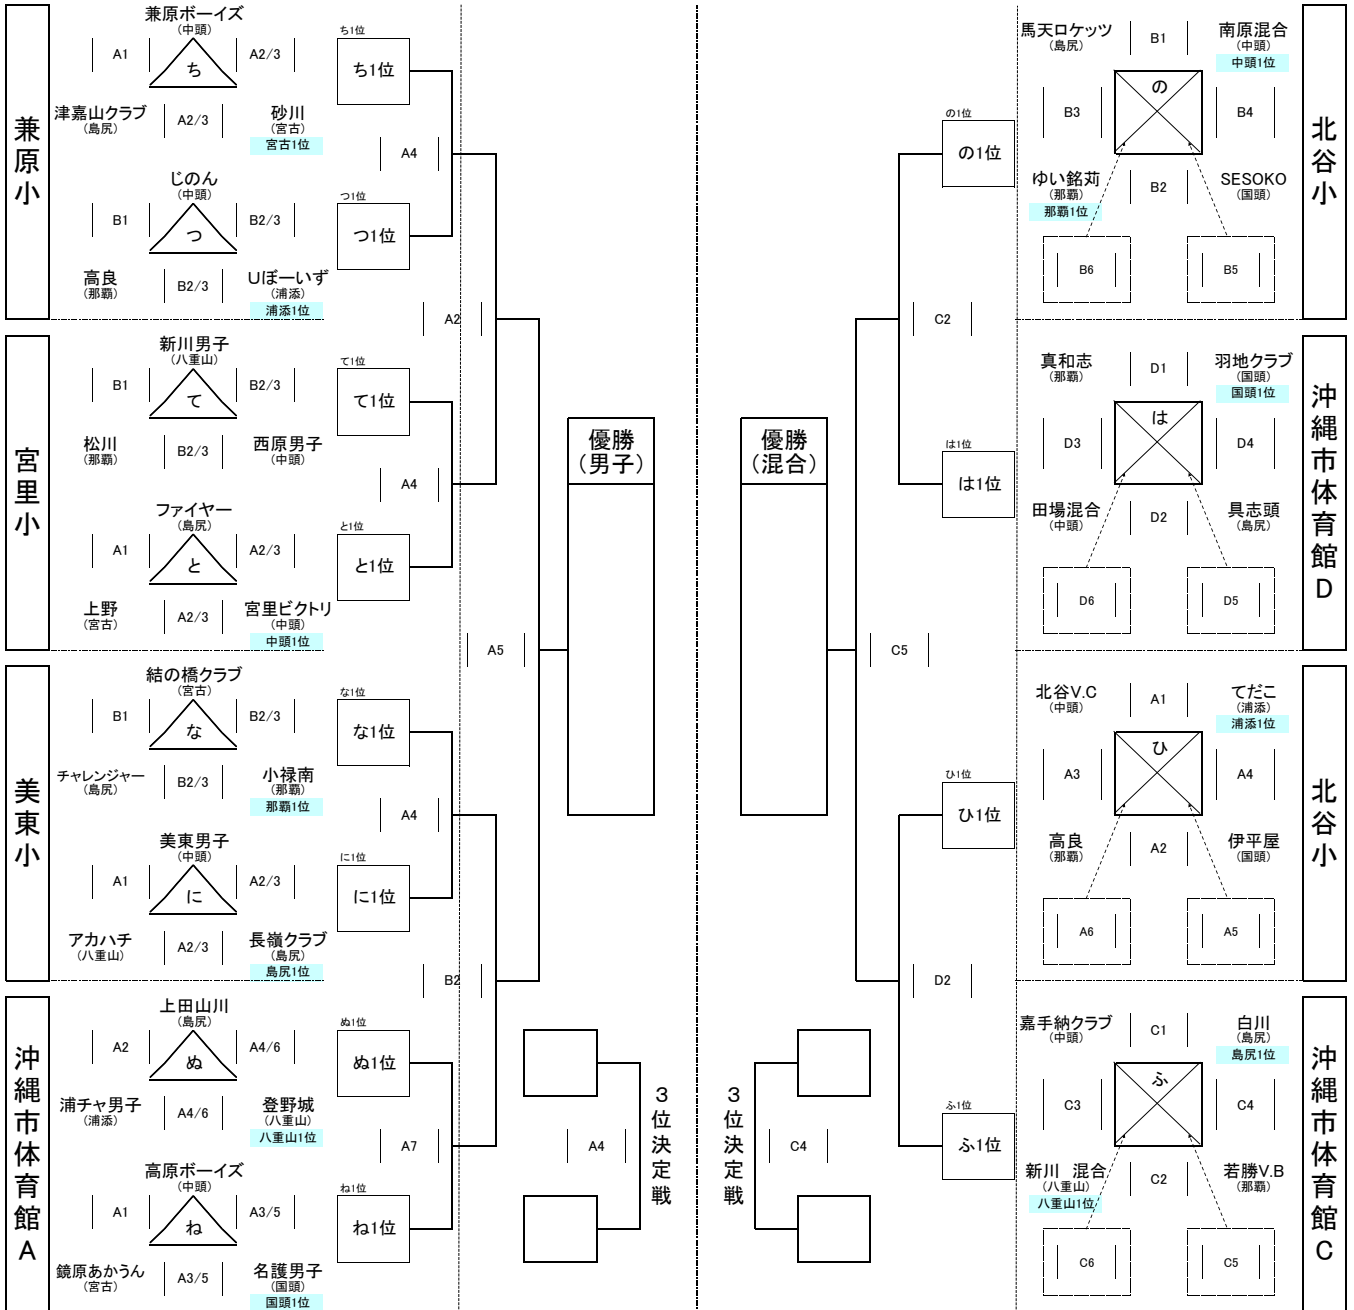 兼原小
兼原ボーイズ
(中頭)
A1
A2/3
ち
津嘉山クラブ
(島尻)
A2/3
砂川
(宮古)
宮古1位
じのん
(中頭)
B1
B2/3
つ
高良
(那覇)
B2/3
Uぼーいず
(浦添)
浦添1位
ち1位
ち1位
A4
つ1位
つ1位
宮里小
新川男子
(八重山)
B1
B2/3
て
松川
(那覇)
B2/3
西原男子
(中頭)
ファイヤー
(島尻)
A1
A2/3
と
上野
(宮古)
A2/3
宮里ビクトリ
(中頭)
中頭1位
て1位
て1位
A4
と1位
と1位
A2
美東小
結の橋クラブ
(宮古)
B1
B2/3
な
チャレンジャー
(島尻)
B2/3
小禄南
(那覇)
那覇1位
美東男子
(中頭)
A1
A2/3
に
アカハチ
(八重山)
A2/3
長嶺クラブ
(島尻)
島尻1位
な1位
な1位
A4
に1位
に1位
沖縄市体育館A
上田山川
(島尻)
A2
A4/6
ぬ
浦チャ男子
(浦添)
A4/6
登野城
(八重山)
八重山1位
高原ボーイズ
(中頭)
A1
A3/5
ね
鏡原あかうん
(宮古)
A3/5
名護男子
(国頭)
国頭1位
ぬ1位
ぬ1位
A7
ね1位
ね1位
B2
A5
優勝
(男子)
A4
3位決定戦
優勝
(混合)
C5
C2
D2
3位決定戦
C4
の1位
の1位
は1位
は1位
ひ1位
ひ1位
ふ1位
ふ1位
北谷小
馬天ロケッツ
(島尻)
B1
南原混合
(中頭)
中頭1位
B3
の
B4
ゆい銘苅
(那覇)
那覇1位
B2
SESOKO
(国頭)
B6
B5
沖縄市体育館D
真和志
(那覇)
D1
羽地クラブ
(国頭)
国頭1位
D3
は
D4
田場混合
(中頭)
D2
具志頭
(島尻)
D6
D5
北谷小
北谷V.C
(中頭)
A1
てだこ
(浦添)
浦添1位
A3
ひ
A4
高良
(那覇)
A2
伊平屋
(国頭)
A6
A5
沖縄市体育館C
嘉手納クラブ
(中頭)
C1
白川
(島尻)
島尻1位
C3
ふ
C4
新川 混合
(八重山)
八重山1位
C2
若勝V.B
(那覇)
C6
C5